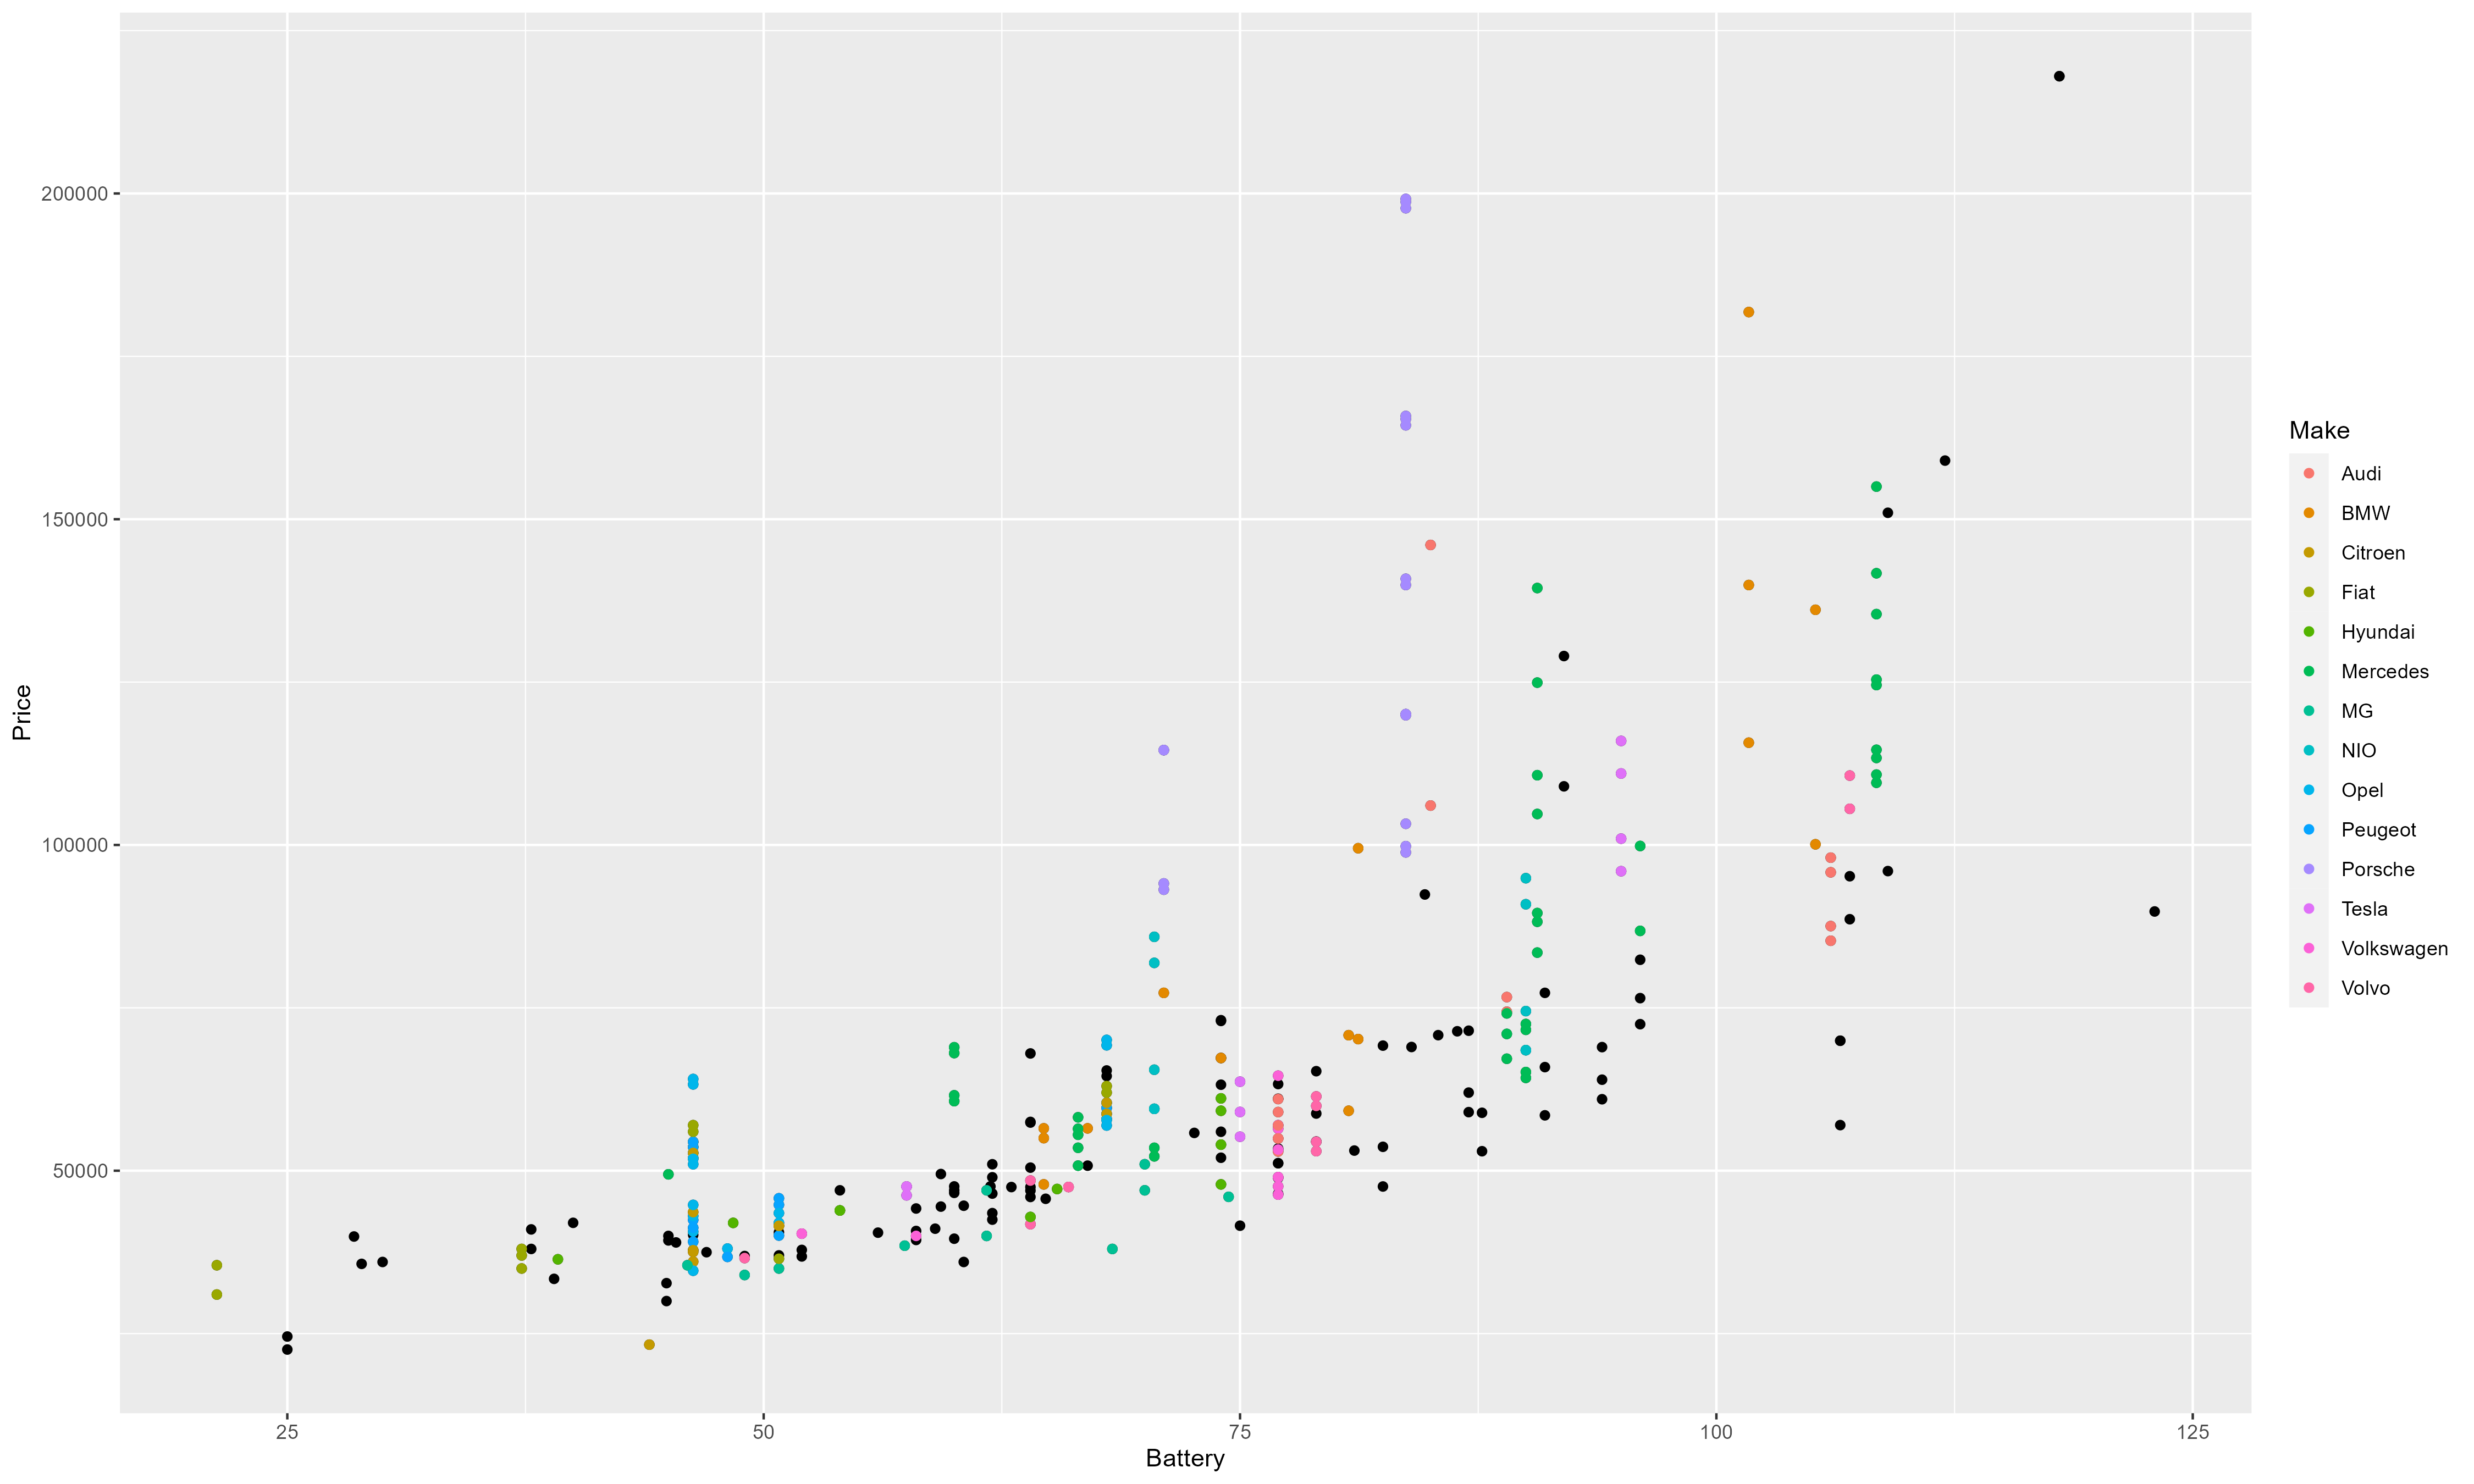 Price
200000
150000
100000
50000
25
50
75
100
125
Battery
Make
Audi
BMW
Citroen
Fiat
Hyundai
Mercedes
MG
NIO
Opel
Peugeot
Porsche
Tesla
Volkswagen
Volvo